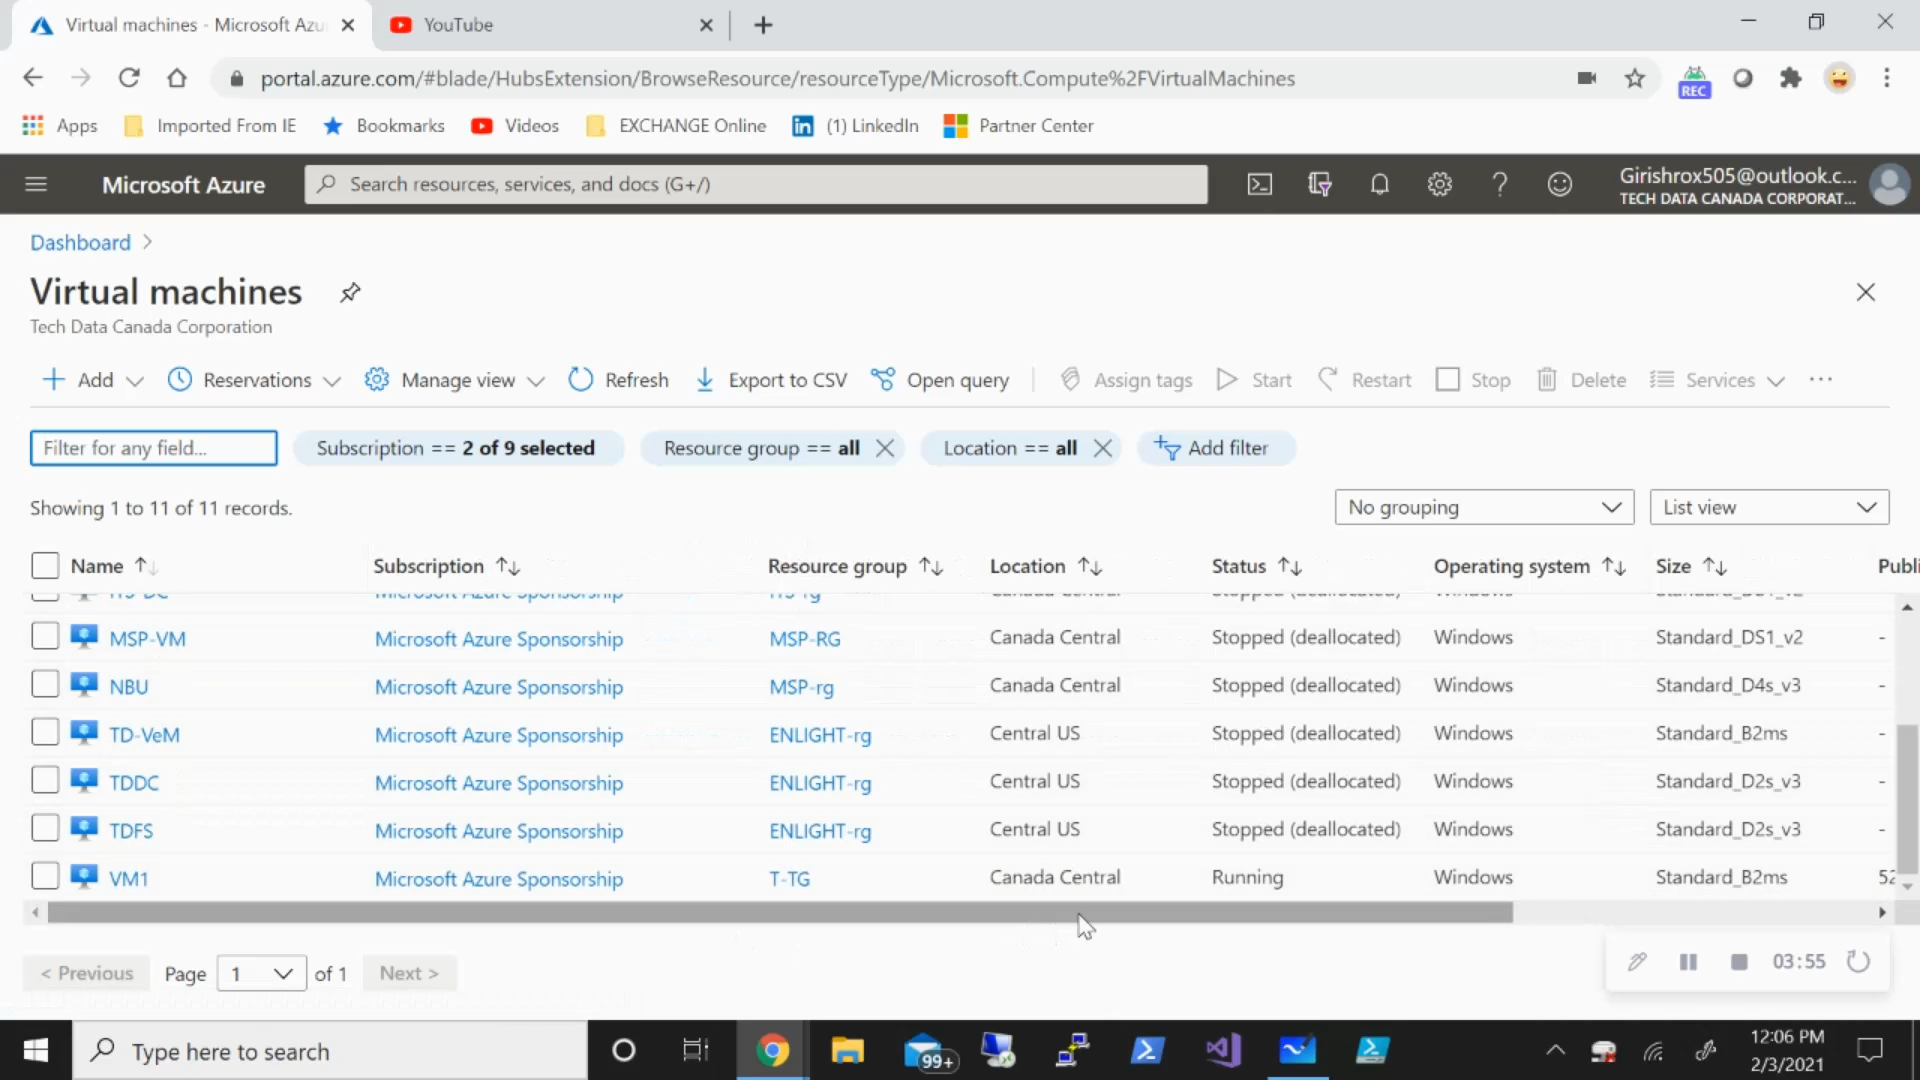 Virtual machines - Microsoft Azu
YouTube
portal.azure.com/#blade/HubsExtension/BrowseResource/resourceType/Microsoft.Compute%2FVirtualMachines
REC
Apps
Imported From IE
Bookmarks
Videos
EXCHANGE Online
(1) LinkedIn
Partner Center
Microsoft Azure
Search resources, services, and docs (G+/)
Girishrox505@outlook.c...
TECH DATA CANADA CORPORAT...
Dashboard
Virtual machines
Tech Data Canada Corporation
Add
Reservations
Manage view
Refresh
Export to CSV
Open query
Assign tags
Start
Restart
Stop
Delete
Services
Filter for any field...
Subscription == 2 of 9 selected
Resource group == all
Location == all
Add filter
Showing 1 to 11 of 11 records.
No grouping
List view
Name Subscription Resource group Location Status Operating system Size Publi
MSP-VM Microsoft Azure Sponsorship MSP-RG Canada Central Stopped (deallocated) Windows Standard_DS1_v2 -
NBU Microsoft Azure Sponsorship MSP-rg Canada Central Stopped (deallocated) Windows Standard_D4s_v3 -
TD-VeM Microsoft Azure Sponsorship ENLIGHT-rg Central US Stopped (deallocated) Windows Standard_B2ms -
TDDC Microsoft Azure Sponsorship ENLIGHT-rg Central US Stopped (deallocated) Windows Standard_D2s_v3 -
TDFS Microsoft Azure Sponsorship ENLIGHT-rg Central US Stopped (deallocated) Windows Standard_D2s_v3 -
VM1 Microsoft Azure Sponsorship T-TG Canada Central Running Windows Standard_B2ms 52
< Previous
Page 1 of 1
Next >
03:55
Type here to search
99+
12:06 PM
2/3/2021